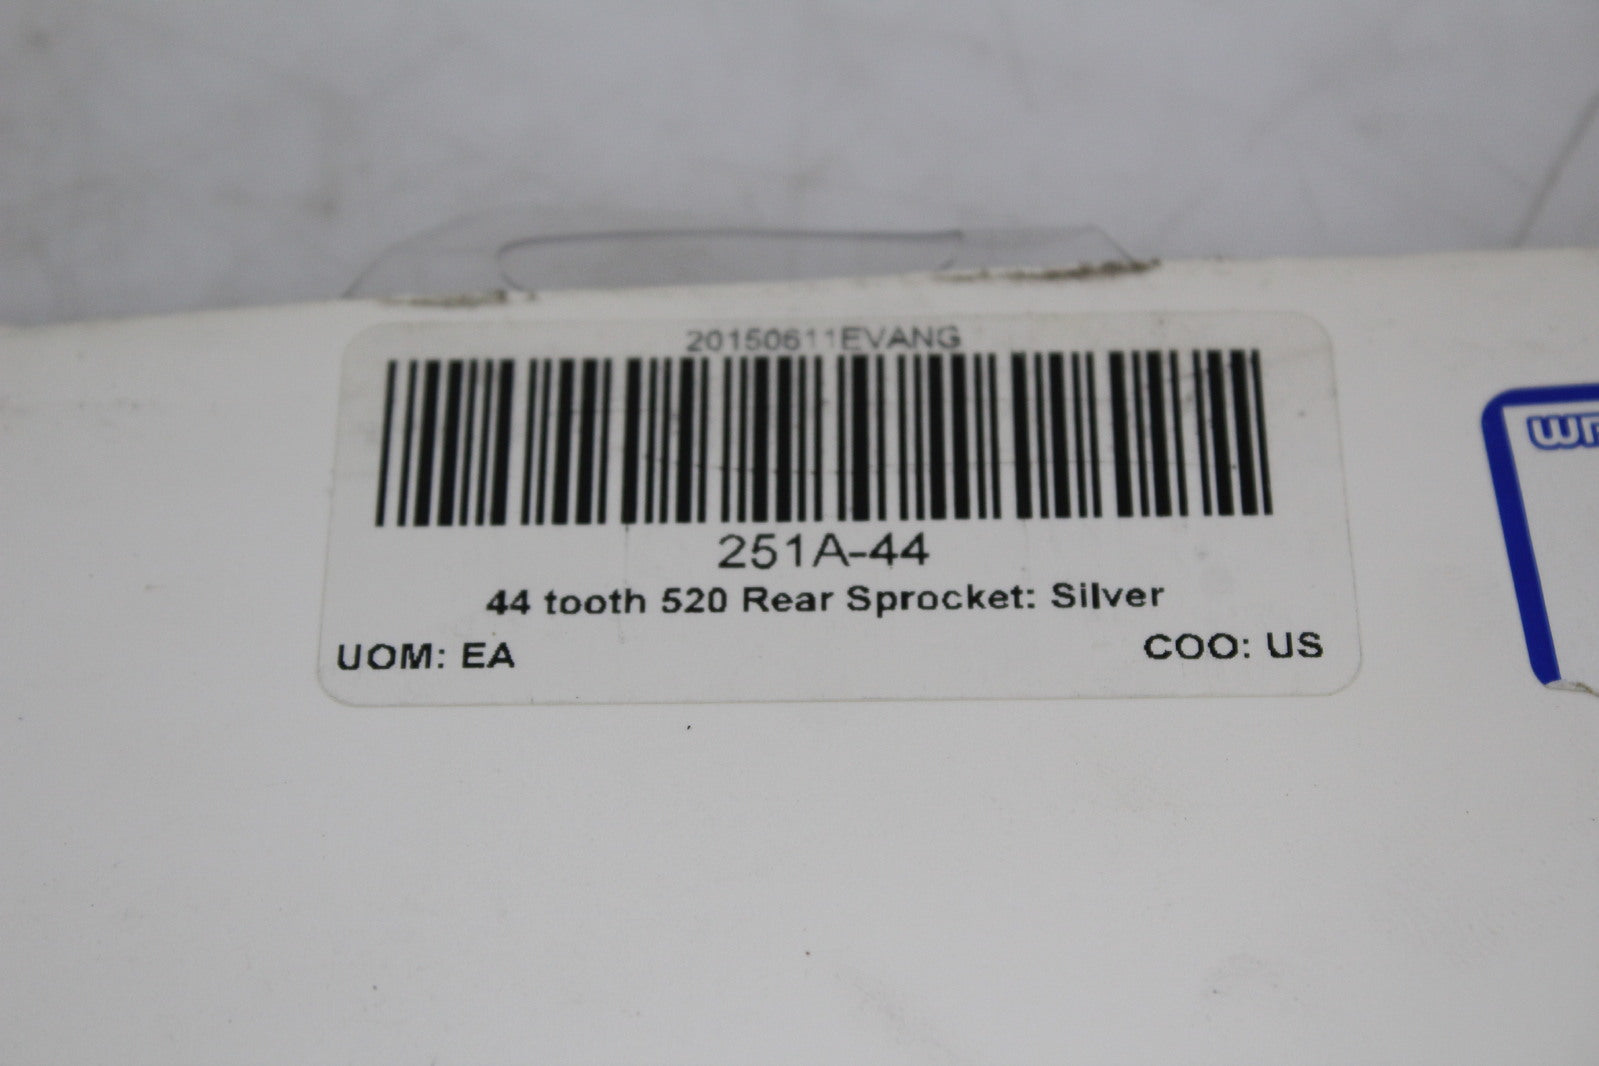 20150611EVANG
251A-44
44 tooth 520 Rear Sprocket: Silver
UOM: EA
COO: US